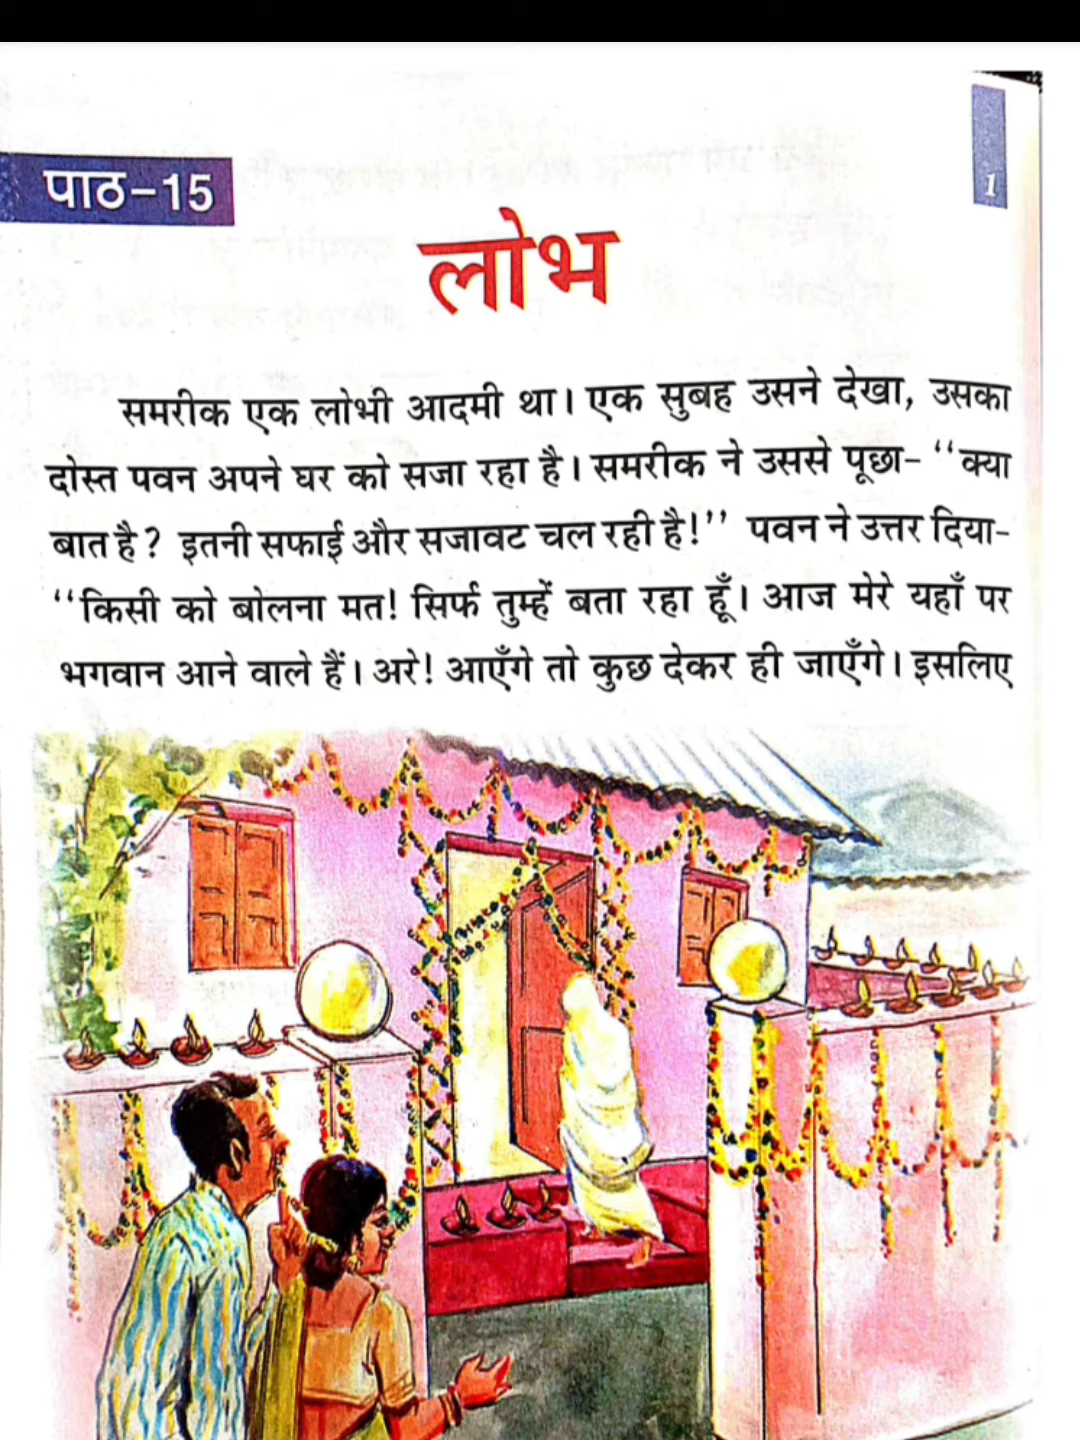 पाठ-15
1
लोभ
समरीक एक लोभी आदमी था। एक सुबह उसने देखा, उसका
दोस्त पवन अपने घर को सजा रहा है। समरीक ने उससे पूछा- ‘‘क्या
बात है? इतनी सफाई और सजावट चल रही है!’’ पवन ने उत्तर दिया-
‘‘किसी को बोलना मत! सिर्फ तुम्हें बता रहा हूँ। आज मेरे यहाँ पर
भगवान आने वाले हैं। अरे! आएँगे तो कुछ देकर ही जाएँगे। इसलिए